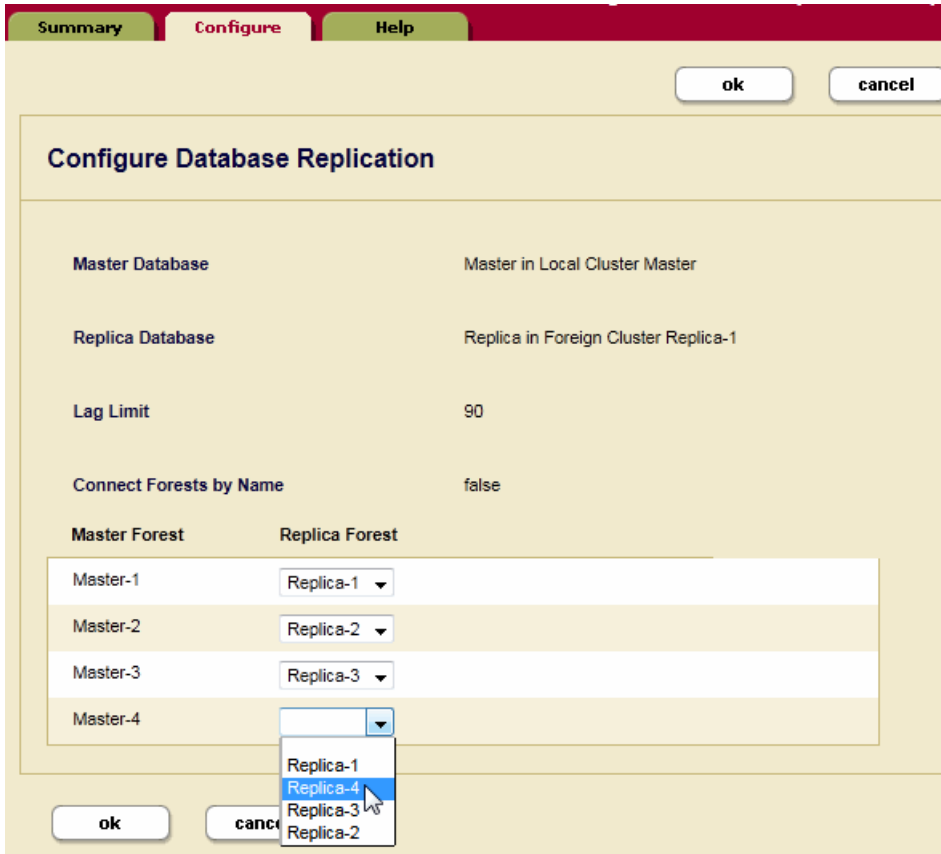 Summary Configure Help
ok cancel
Configure Database Replication
Master Database Master in Local Cluster Master
Replica Database Replica in Foreign Cluster Replica-1
Lag Limit 90
Connect Forests by Name false
Master Forest Replica Forest
Master-1 Replica-1
Master-2 Replica-2
Master-3 Replica-3
Master-4
Replica-1
Replica-4
Replica-3
Replica-2
ok